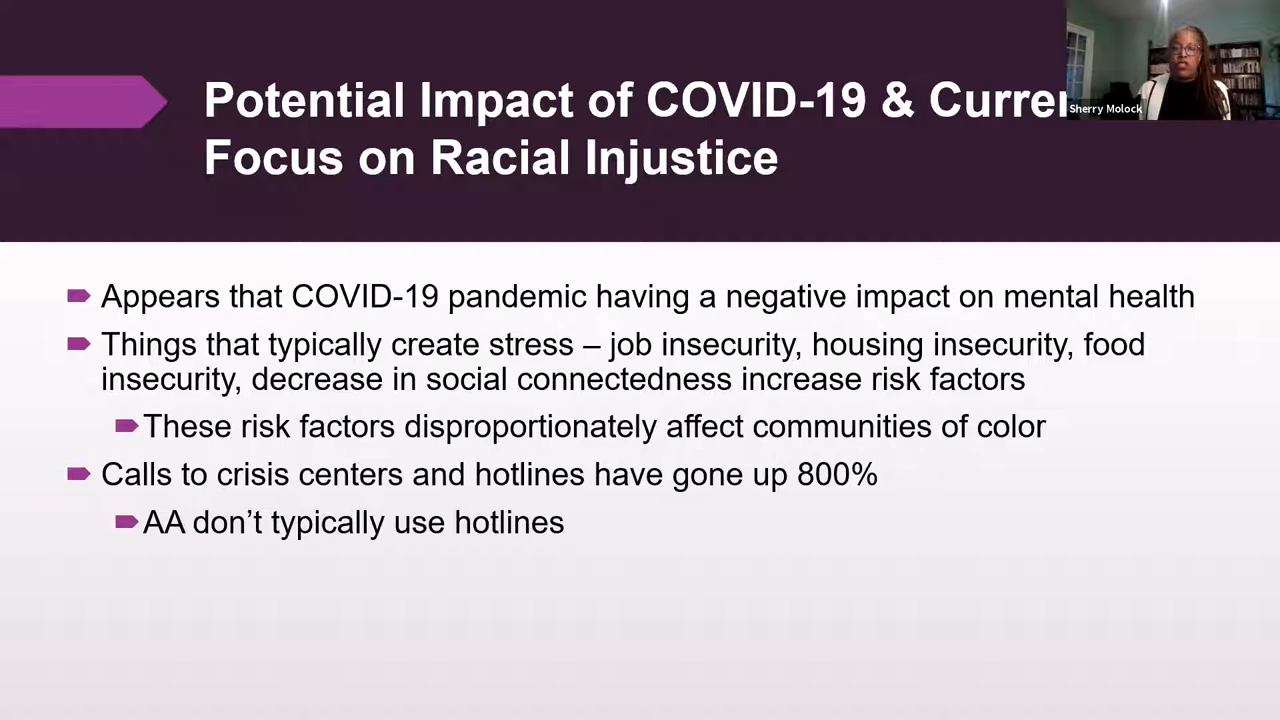 Potential Impact of COVID-19 &
Focus on Racial Injustice
Sherry Molock
Appears that COVID-19 pandemic having a negative impact on mental health
Things that typically create stress – job insecurity, housing insecurity, food
insecurity, decrease in social connectedness increase risk factors
These risk factors disproportionately affect communities of color
Calls to crisis centers and hotlines have gone up 800%
AA don’t typically use hotlines